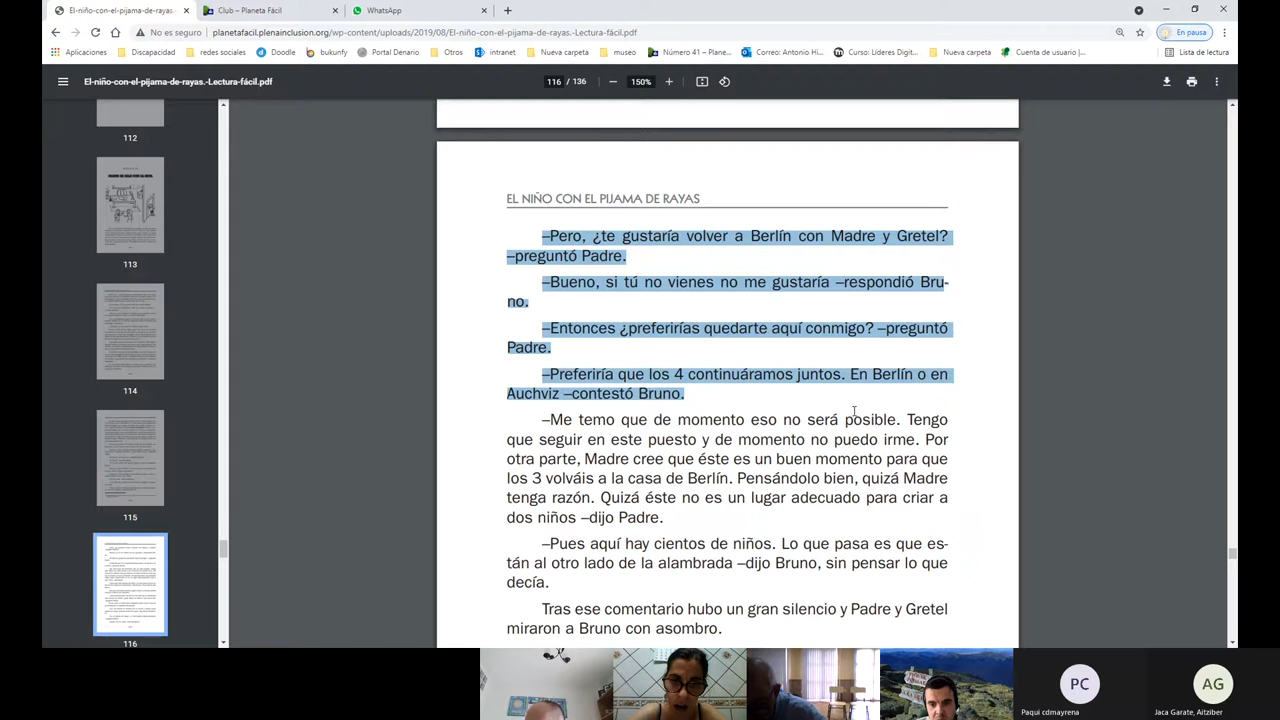 El-niño-con-el-pijama-de-rayas
Club – Planeta Fácil
WhatsApp
No es seguro
planetafacil.plenainclusion.org/wp-content/uploads/2019/08/El-niño-con-el-pijama-de-rayas.-Lectura-fácil.pdf
En pausa
Aplicaciones
Discapacidad
redes sociales
Doodle
bukunfy
Portal Denario
Otros
intranet
Nueva carpeta
museo
Número 41 – Plane...
Correo: Antonio Hi...
Curso: Líderes Digit...
Nueva carpeta
Cuenta de usuario |...
Lista de lectura
El-niño-con-el-pijama-de-rayas.-Lectura-fácil.pdf
116 / 136
150%
112
113
114
115
116
EL NIÑO CON EL PIJAMA DE RAYAS
–Pero, ¿te gustaría volver a Berlín con Madre y Gretel?
–preguntó Padre.
–Bueno, si tú no vienes no me gustaría –respondió Bru-
no.
–Entonces ¿preferirías quedarte aquí conmigo? –preguntó
Padre.
–Preferiría que los 4 continuáramos juntos. En Berlín o en
Auchviz –contestó Bruno.
–Me temo que de momento eso no será posible. Tengo
que seguir en este puesto y de momento no puedo irme. Por
otra parte, Madre cree que éste es un buen momento para que
los 3 volváis a la casa de Berlín. Pensándolo bien, quizá Madre
tenga razón. Quizá éste no es un lugar adecuado para criar a
dos niños –dijo Padre.
–Pues aquí hay cientos de niños. Lo que pasa es que es-
tán al otro lado de la alambrada –dijo Bruno sin pensar lo que
decía.
Tras ese comentario hubo un gran silencio y Padre y Gretel
miraron a Bruno con asombro.
PC
AG
Paqui cdmayrena
Jaca Garate, Aitziber